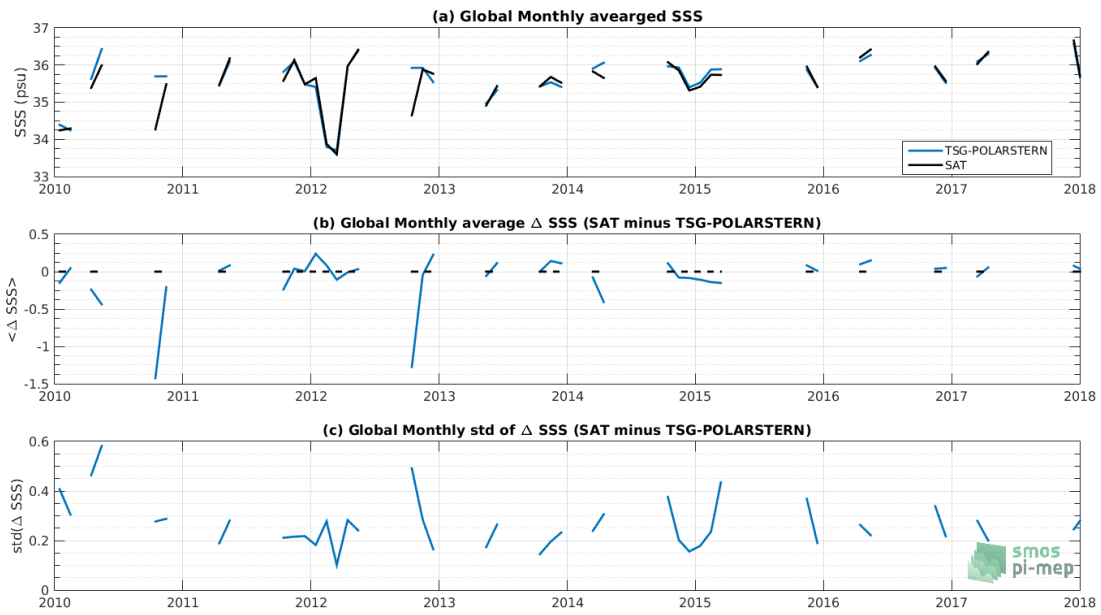 (a) Global Monthly avearged SSS
37
36
35
34
33
SSS (psu)
TSG-POLARSTERN
SAT
2010 2011 2012 2013 2014 2015 2016 2017 2018
(b) Global Monthly average Δ SSS (SAT minus TSG-POLARSTERN)
0.5
0
-0.5
-1
-1.5
<Δ SSS>
2010 2011 2012 2013 2014 2015 2016 2017 2018
(c) Global Monthly std of Δ SSS (SAT minus TSG-POLARSTERN)
0.6
0.4
0.2
0
std(Δ SSS)
smos
pi-mep
2010 2011 2012 2013 2014 2015 2016 2017 2018